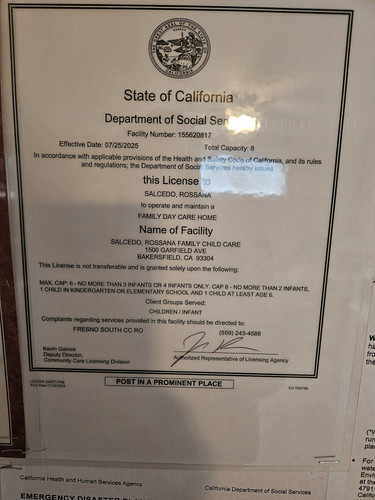 State of California
Department of Social Ser
Facility Number: 155620817
Effective Date: 07/25/2025 Total Capacity: 8
In accordance with applicable provisions of the Health and Safety Code of California, and its rules
and regulations; the Department of Social Services hereby issues
this License to
SALCEDO, ROSSANA
to operate and maintain a
FAMILY DAY CARE HOME
Name of Facility
SALCEDO, ROSSANA FAMILY CHILD CARE
1500 GARFIELD AVE
BAKERSFIELD, CA 93304
This License is not transferable and is granted solely upon the following:
MAX. CAP: 6 - NO MORE THAN 3 INFANTS OR 4 INFANTS ONLY. CAP 8 - NO MORE THAN 2 INFANTS,
1 CHILD IN KINDERGARTEN OR ELEMENTARY SCHOOL AND 1 CHILD AT LEAST AGE 6.
Client Groups Served:
CHILDREN / INFANT
Complaints regarding services provided in this facility should be directed to:
FRESNO SOUTH CC RO (559) 243-4588
Kevin Gaines
Deputy Director,
Community Care Licensing Division
Authorized Representative of Licensing Agency
POST IN A PROMINENT PLACE
California Health and Human Services Agency
California Department of Social Services
EMERGENCY DISASTER PLA